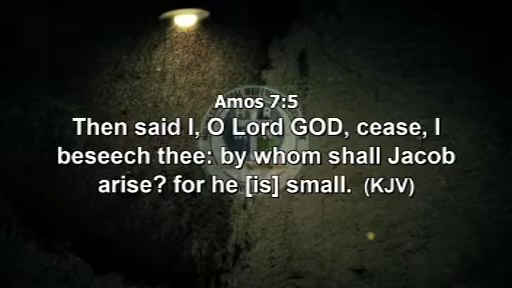 Amos 7:5
Then said I, O Lord GOD, cease, I
beseech thee: by whom shall Jacob
arise? for he [is] small. (KJV)